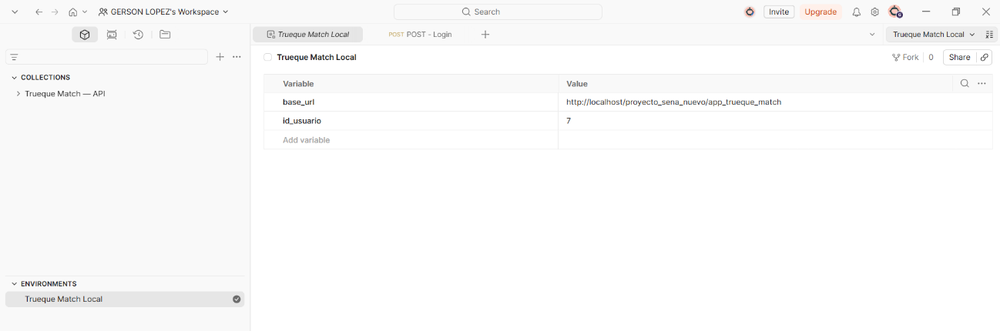 GERSON LOPEZ's Workspace
Search
Invite
Upgrade
G
Trueque Match Local
POST POST - Login
Trueque Match Local
Trueque Match Local
Fork 0
Share
COLLECTIONS
Trueque Match — API
Variable Value
base_url http://localhost/proyecto_sena_nuevo/app_trueque_match
id_usuario 7
Add variable
ENVIRONMENTS
Trueque Match Local